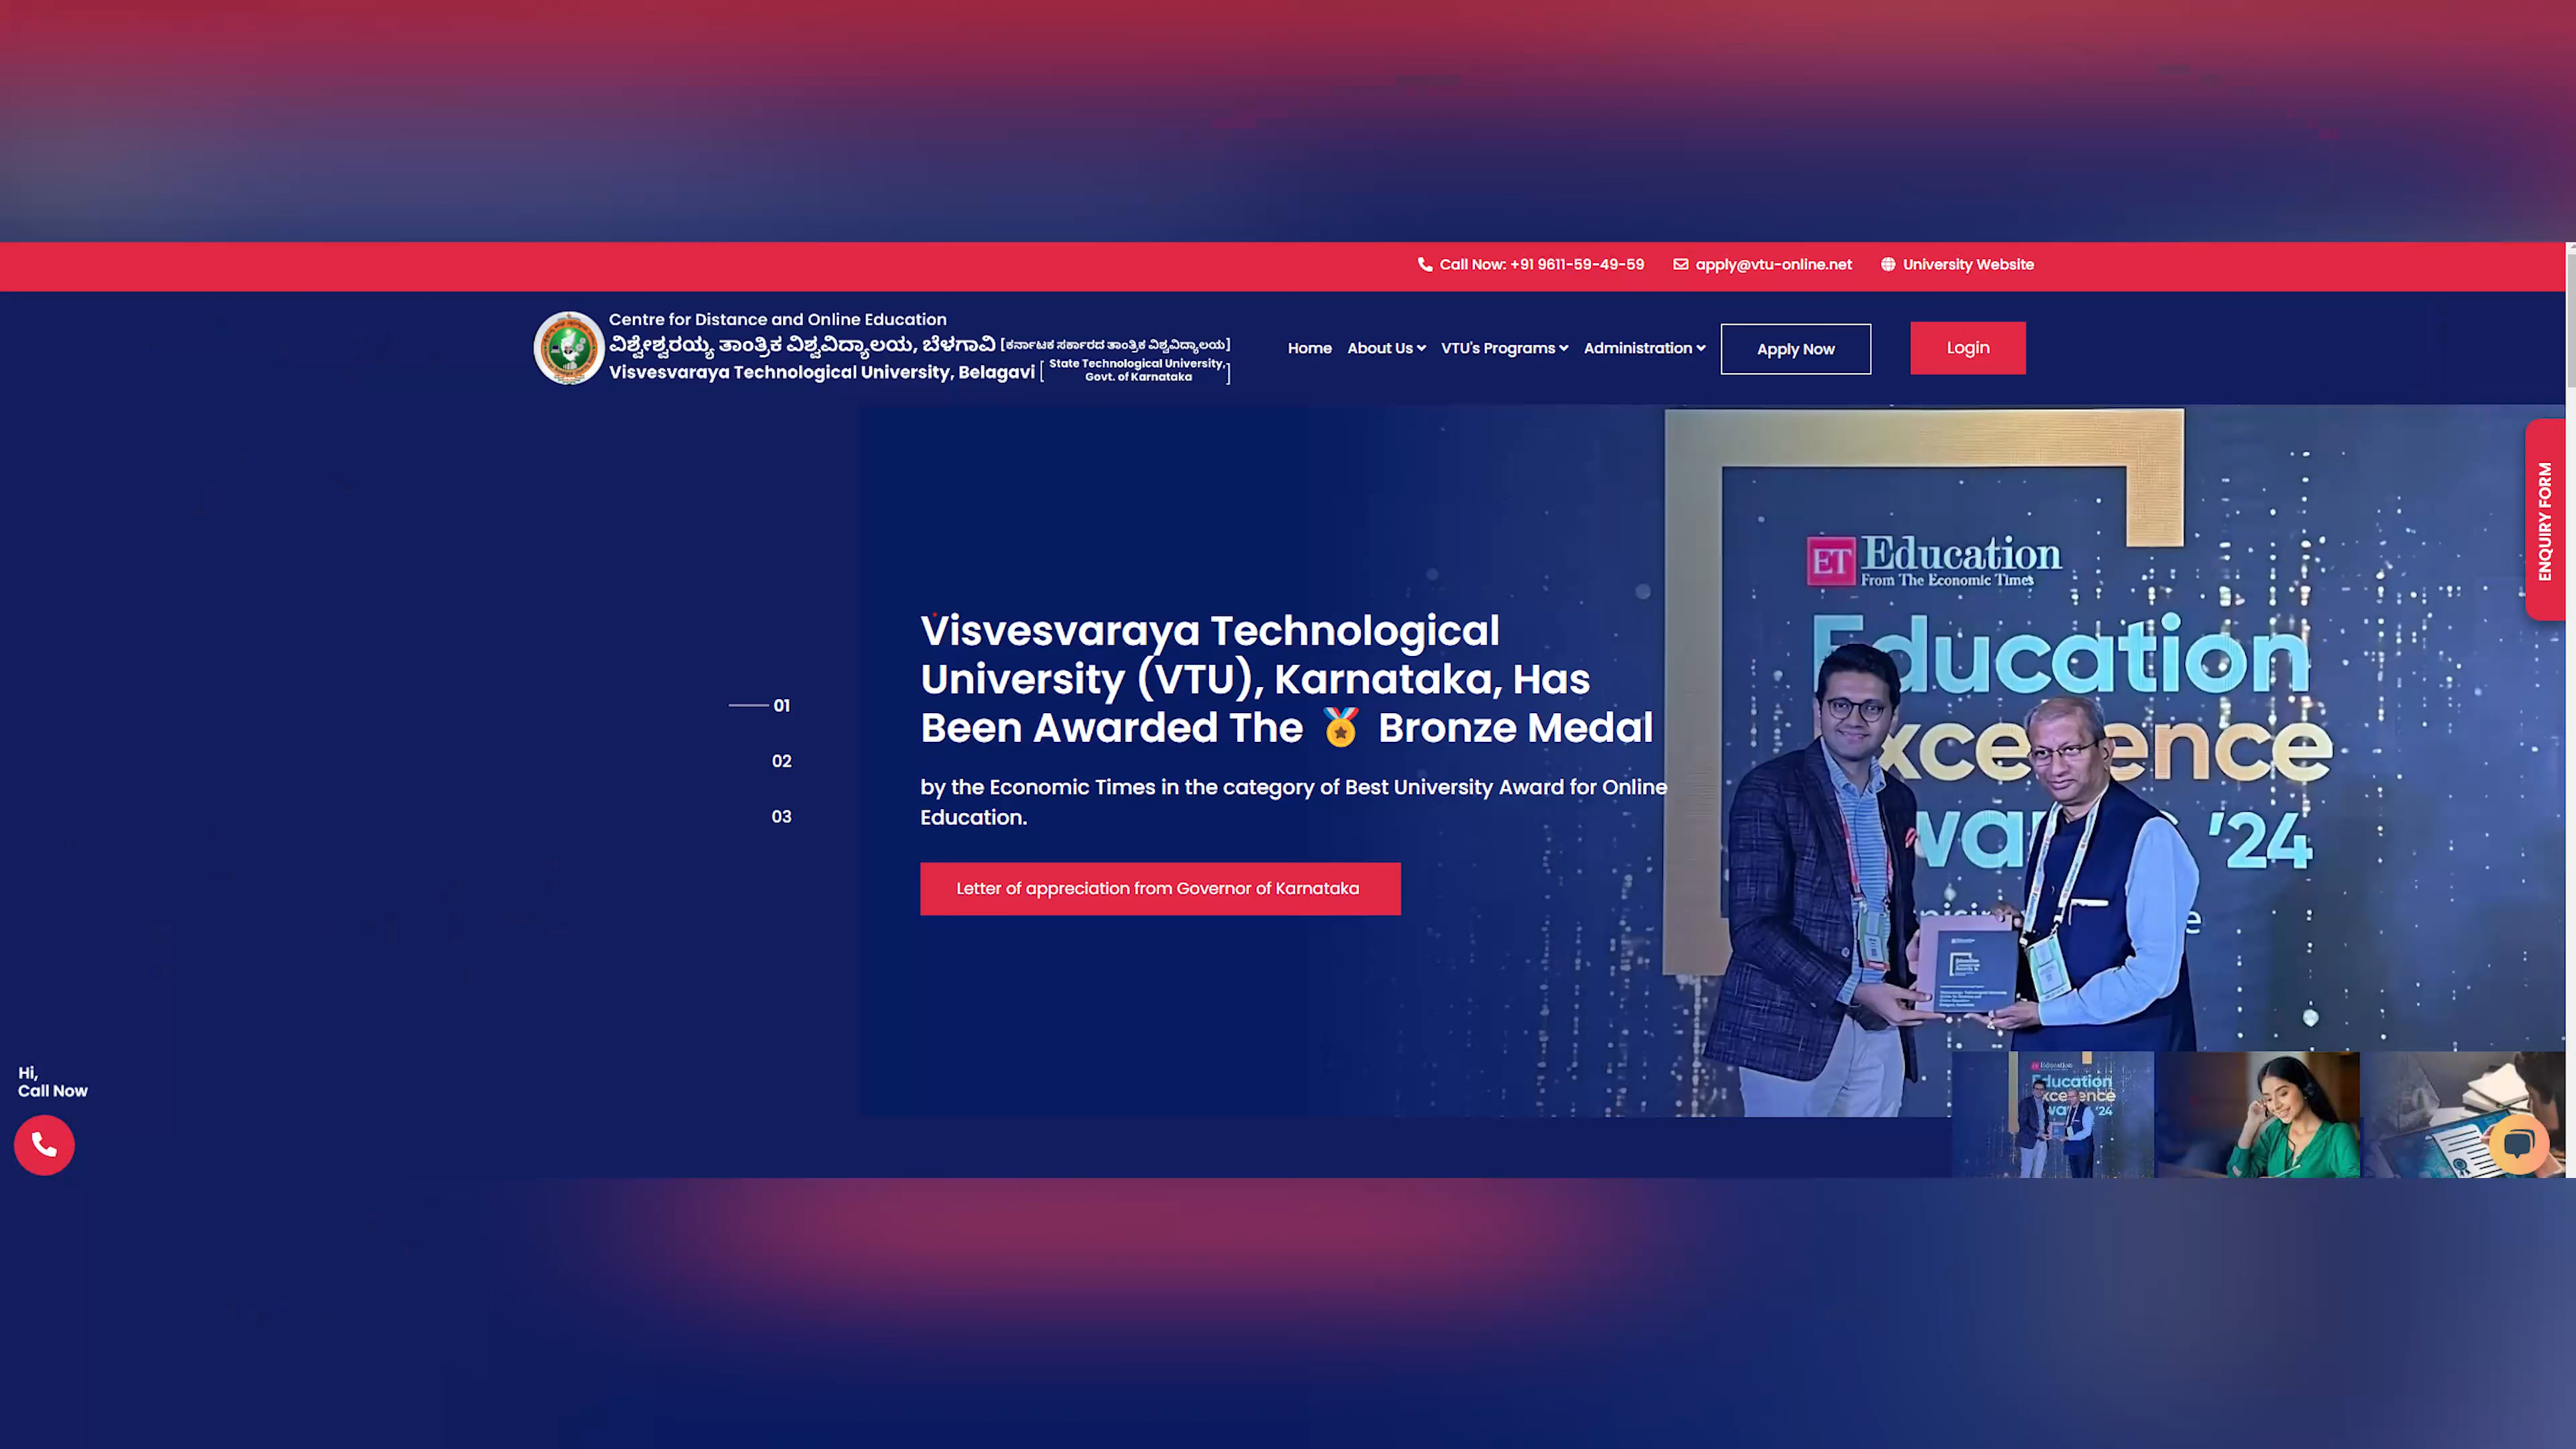 Call Now: +91 9611-59-49-59
apply@vtu-online.net
University Website
Centre for Distance and Online Education
ವಿಶ್ವೇಶ್ವರಯ್ಯ ತಾಂತ್ರಿಕ ವಿಶ್ವವಿದ್ಯಾಲಯ, ಬೆಳಗಾವಿ [ಕರ್ನಾಟಕ ಸರ್ಕಾರದ ತಾಂತ್ರಿಕ ವಿಶ್ವವಿದ್ಯಾಲಯ]
Visvesvaraya Technological University, Belagavi [State Technological University,
Govt. of Karnataka]
Home
About Us
VTU's Programs
Administration
Apply Now
Login
ENQUIRY FORM
ET Education
From The Economic Times
Education
'24
Visvesvaraya Technological
University (VTU), Karnataka, Has
Been Awarded The 🏅 Bronze Medal
by the Economic Times in the category of Best University Award for Online
Education.
Letter of appreciation from Governor of Karnataka
01
02
03
Hi,
Call Now